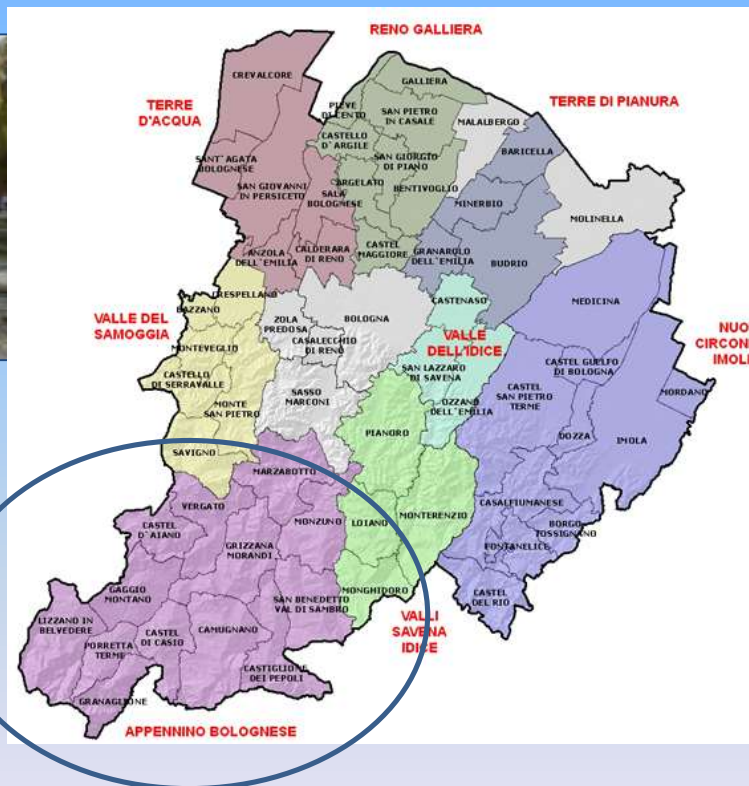 RENO GALLIERA
CREVALCORE
GALLIERA
TERRE
D'ACQUA
PIEVE
DI CENTO
SAN PIETRO
IN CASALE
MALALBERGO
TERRE DI PIANURA
CASTELLO
D'ARGILE
BARICELLA
SANT'AGATA
BOLOGNESE
SAN GIORGIO
DI PIANO
SAN GIOVANNI
IN PERSICETO
SALA
BOLOGNESE
ARGELATO
BENTIVOGLIO
MINERBIO
MOLINELLA
ANZOLA
DELL'EMILIA
CALDERARA
DI RENO
CASTEL
MAGGIORE
GRANAROLO
DELL'EMILIA
BUDRIO
CRESPELLANO
BAZZANO
CASTENASO
MEDICINA
VALLE DEL
SAMOGGIA
ZOLA
PREDOSA
BOLOGNA
CASALECCHIO
DI RENO
VALLE
DELL'IDICE
NUO
CIRCON
IMOL
MONTEVEGLIO
CASTELLO
DI SERRAVALLE
SAN LAZZARO
DI SAVENA
CASTEL GUELFO
DI BOLOGNA
MONTE
SAN PIETRO
SASSO
MARCONI
OZZANO
DELL'EMILIA
CASTEL
SAN PIETRO
TERME
MORDANO
PIANORO
DOZZA
IMOLA
SAVIGNO
MARZABOTTO
VERGATO
CASTEL
D'AIANO
MONZUNO
LOIANO
MONTERENZIO
CASALFIUMANESE
BORGO
TOSSIGNANO
GRIZZANA
MORANDI
FONTANELICE
GAGGIO
MONTANO
SAN BENEDETTO
VAL DI SAMBRO
MONGHIDORO
CASTEL
DEL RIO
LIZZANO IN
BELVEDERE
PORRETTA
TERME
CASTEL
DI CASIO
CAMUGNANO
VALLI
SAVENA
IDICE
CASTIGLIONE
DEI PEPOLI
GRANAGLIONE
APPENNINO BOLOGNESE